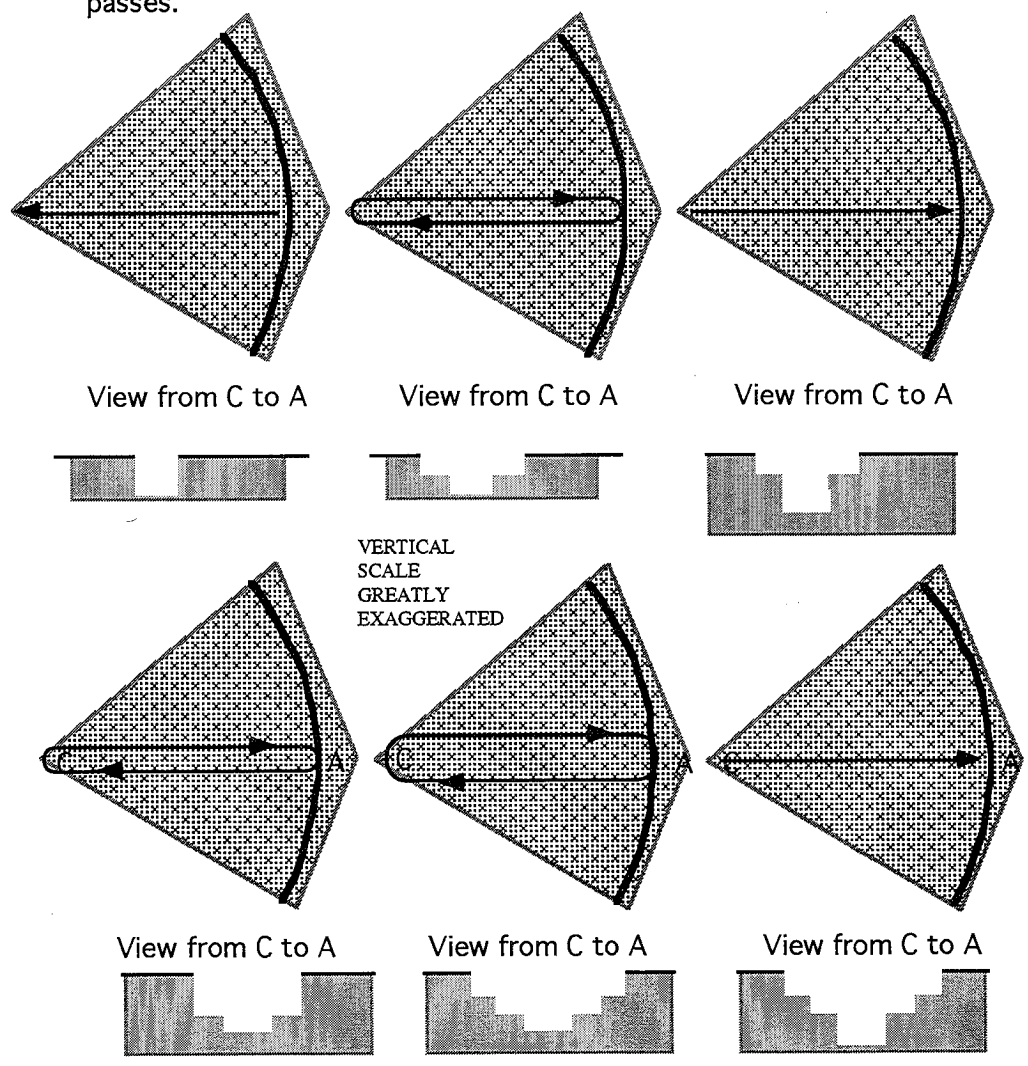 passes.
View from C to A
View from C to A
View from C to A
VERTICAL
SCALE
GREATLY
EXAGGERATED
C
A
C
A
C
A
View from C to A
View from C to A
View from C to A